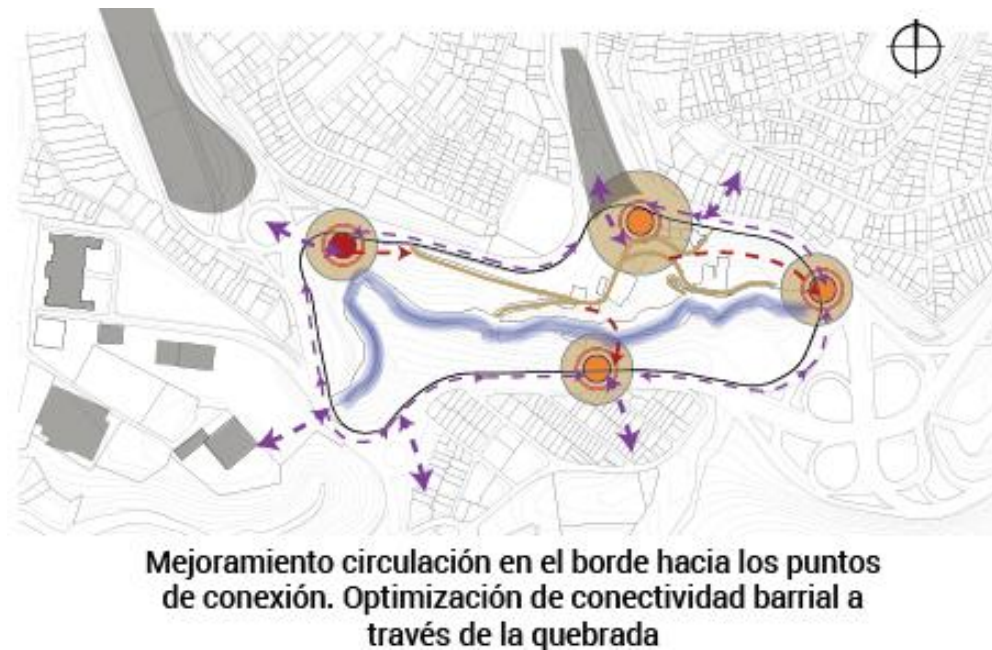 Mejoramiento circulación en el borde hacia los puntos
de conexión. Optimización de conectividad barrial a
través de la quebrada